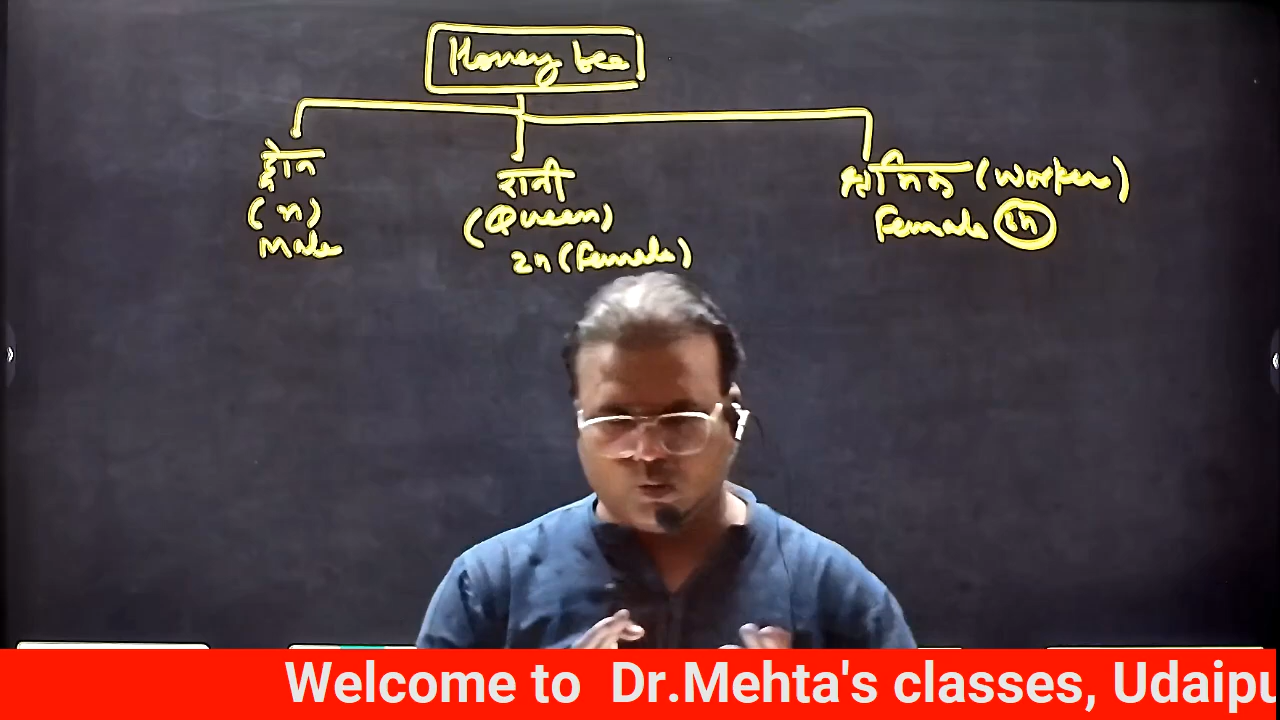 Honey bee
ड्रोन
(n)
Male
रानी
(Queen)
2n (Female)
श्रमिक (worker)
Female 2n
Welcome to Dr.Mehta's classes, Udaipu